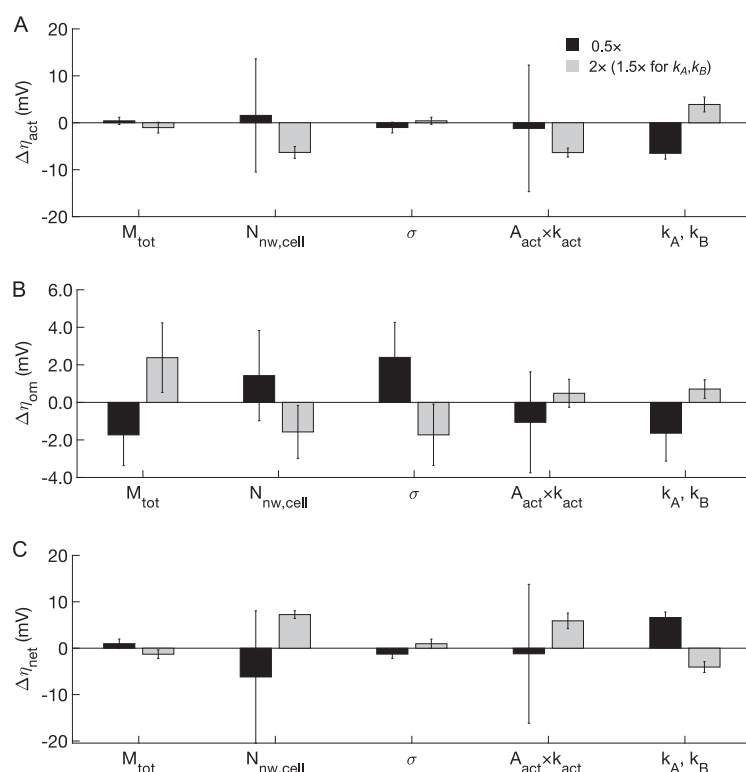 A
0.5×
2× (1.5× for k_A,k_B)
Δη_act (mV)
20
10
0
-10
-20
M_tot
N_nw,cell
σ
A_act×k_act
k_A, k_B
B
Δη_om (mV)
6.0
4.0
2.0
0.0
-2.0
-4.0
M_tot
N_nw,cell
σ
A_act×k_act
k_A, k_B
C
Δη_net (mV)
20
10
0
-10
-20
M_tot
N_nw,cell
σ
A_act×k_act
k_A, k_B